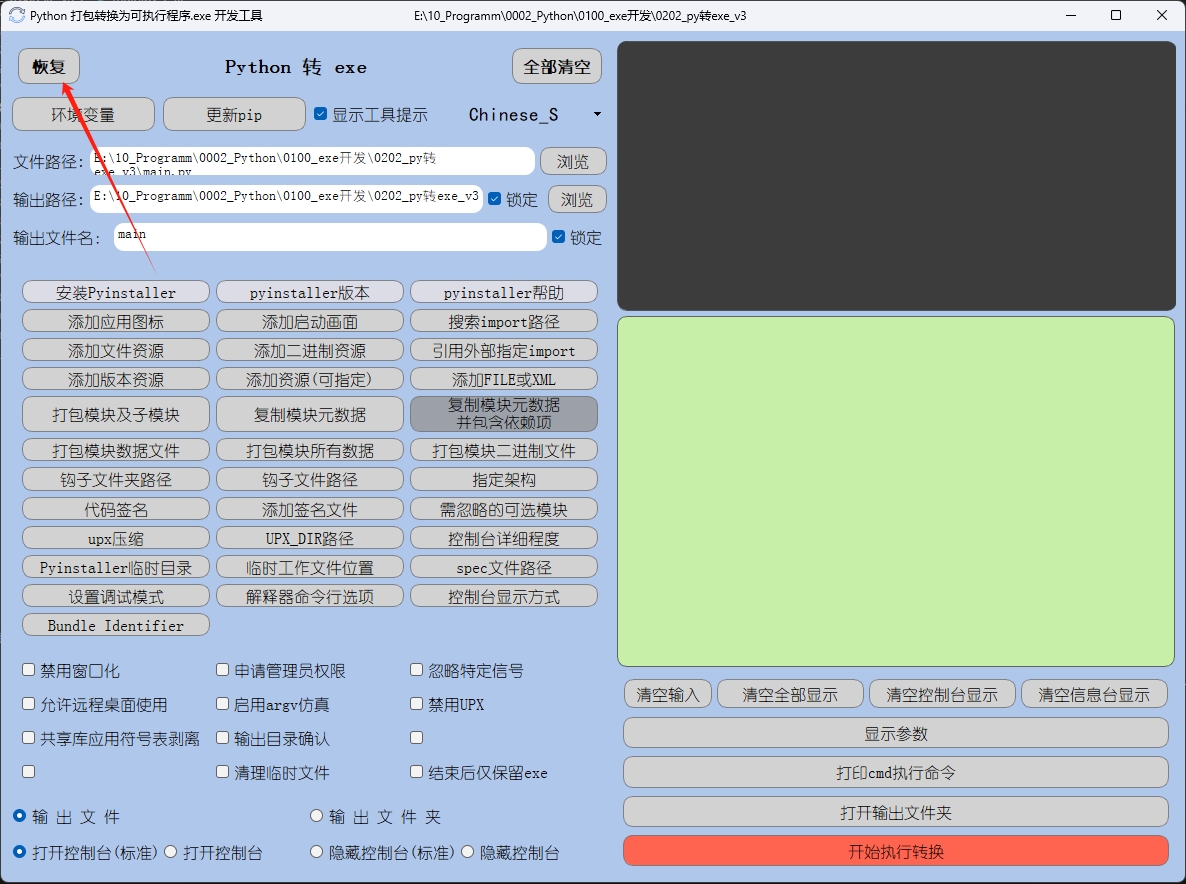 Python 打包转换为可执行程序.exe 开发工具 E:\10_Programm\0002_Python\0100_exe开发\0202_py转exe_v3
恢复 Python 转 exe 全部清空
环境变量 更新pip 显示工具提示 Chinese_S
文件路径: E:\10_Programm\0002_Python\0100_exe开发\0202_py转
exe_v3\main.py 浏览
输出路径: E:\10_Programm\0002_Python\0100_exe开发\0202_py转exe_v3 锁定 浏览
输出文件名: main 锁定
安装Pyinstaller pyinstaller版本 pyinstaller帮助
添加应用图标 添加启动画面 搜索import路径
添加文件资源 添加二进制资源 引用外部指定import
添加版本资源 添加资源(可指定) 添加FILE或XML
打包模块及子模块 复制模块元数据 复制模块元数据
并包含依赖项
打包模块数据文件 打包模块所有数据 打包模块二进制文件
钩子文件夹路径 钩子文件路径 指定架构
代码签名 添加签名文件 需忽略的可选模块
upx压缩 UPX_DIR路径 控制台详细程度
Pyinstaller临时目录 临时工作文件位置 spec文件路径
设置调试模式 解释器命令行选项 控制台显示方式
Bundle Identifier
禁用窗口化 申请管理员权限 忽略特定信号
允许远程桌面使用 启用argv仿真 禁用UPX
共享库应用符号表剥离 输出目录确认
清理临时文件 结束后仅保留exe
输 出 文 件 输 出 文 件 夹
打开控制台(标准) 打开控制台 隐藏控制台(标准) 隐藏控制台
清空输入 清空全部显示 清空控制台显示 清空信息台显示
显示参数
打印cmd执行命令
打开输出文件夹
开始执行转换